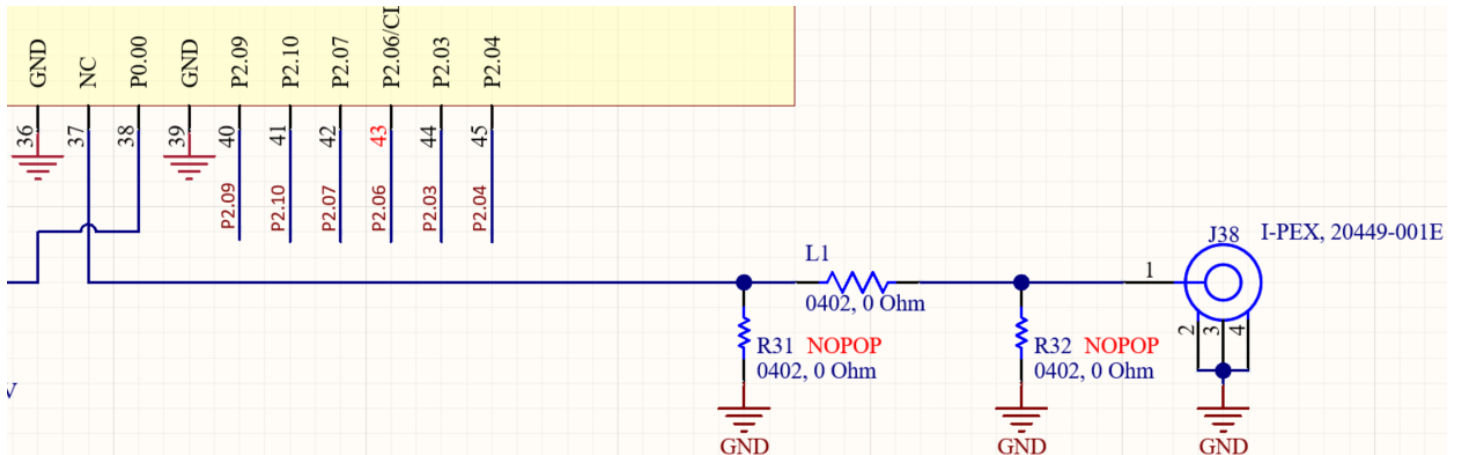 GND
NC
P0.00
GND
P2.09
P2.10
P2.07
P2.06/CL
P2.03
P2.04
36
37
38
39
40
41
42
43
44
45
P2.09
P2.10
P2.07
P2.06
P2.03
P2.04
J38 I-PEX, 20449-001E
L1
1
0402, 0 Ohm
2
3
4
R31 NOPOP
0402, 0 Ohm
R32 NOPOP
0402, 0 Ohm
V
GND
GND
GND